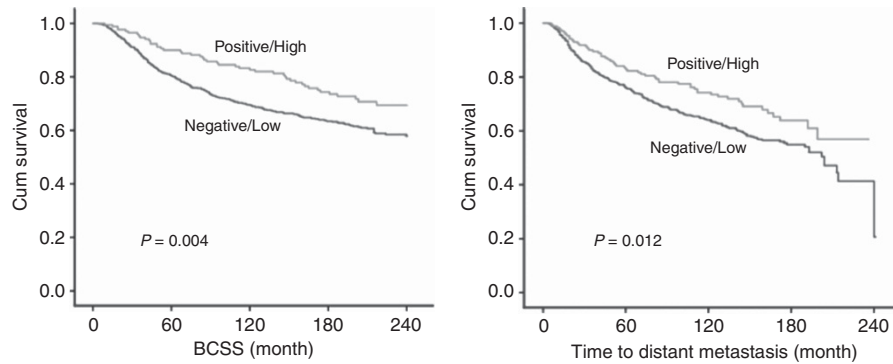 1.0
0.8
0.6
0.4
0.2
0.0
Cum survival
Positive/High
Negative/Low
P = 0.004
0 60 120 180 240
BCSS (month)
1.0
0.8
0.6
0.4
0.2
0.0
Cum survival
Positive/High
Negative/Low
P = 0.012
0 60 120 180 240
Time to distant metastasis (month)